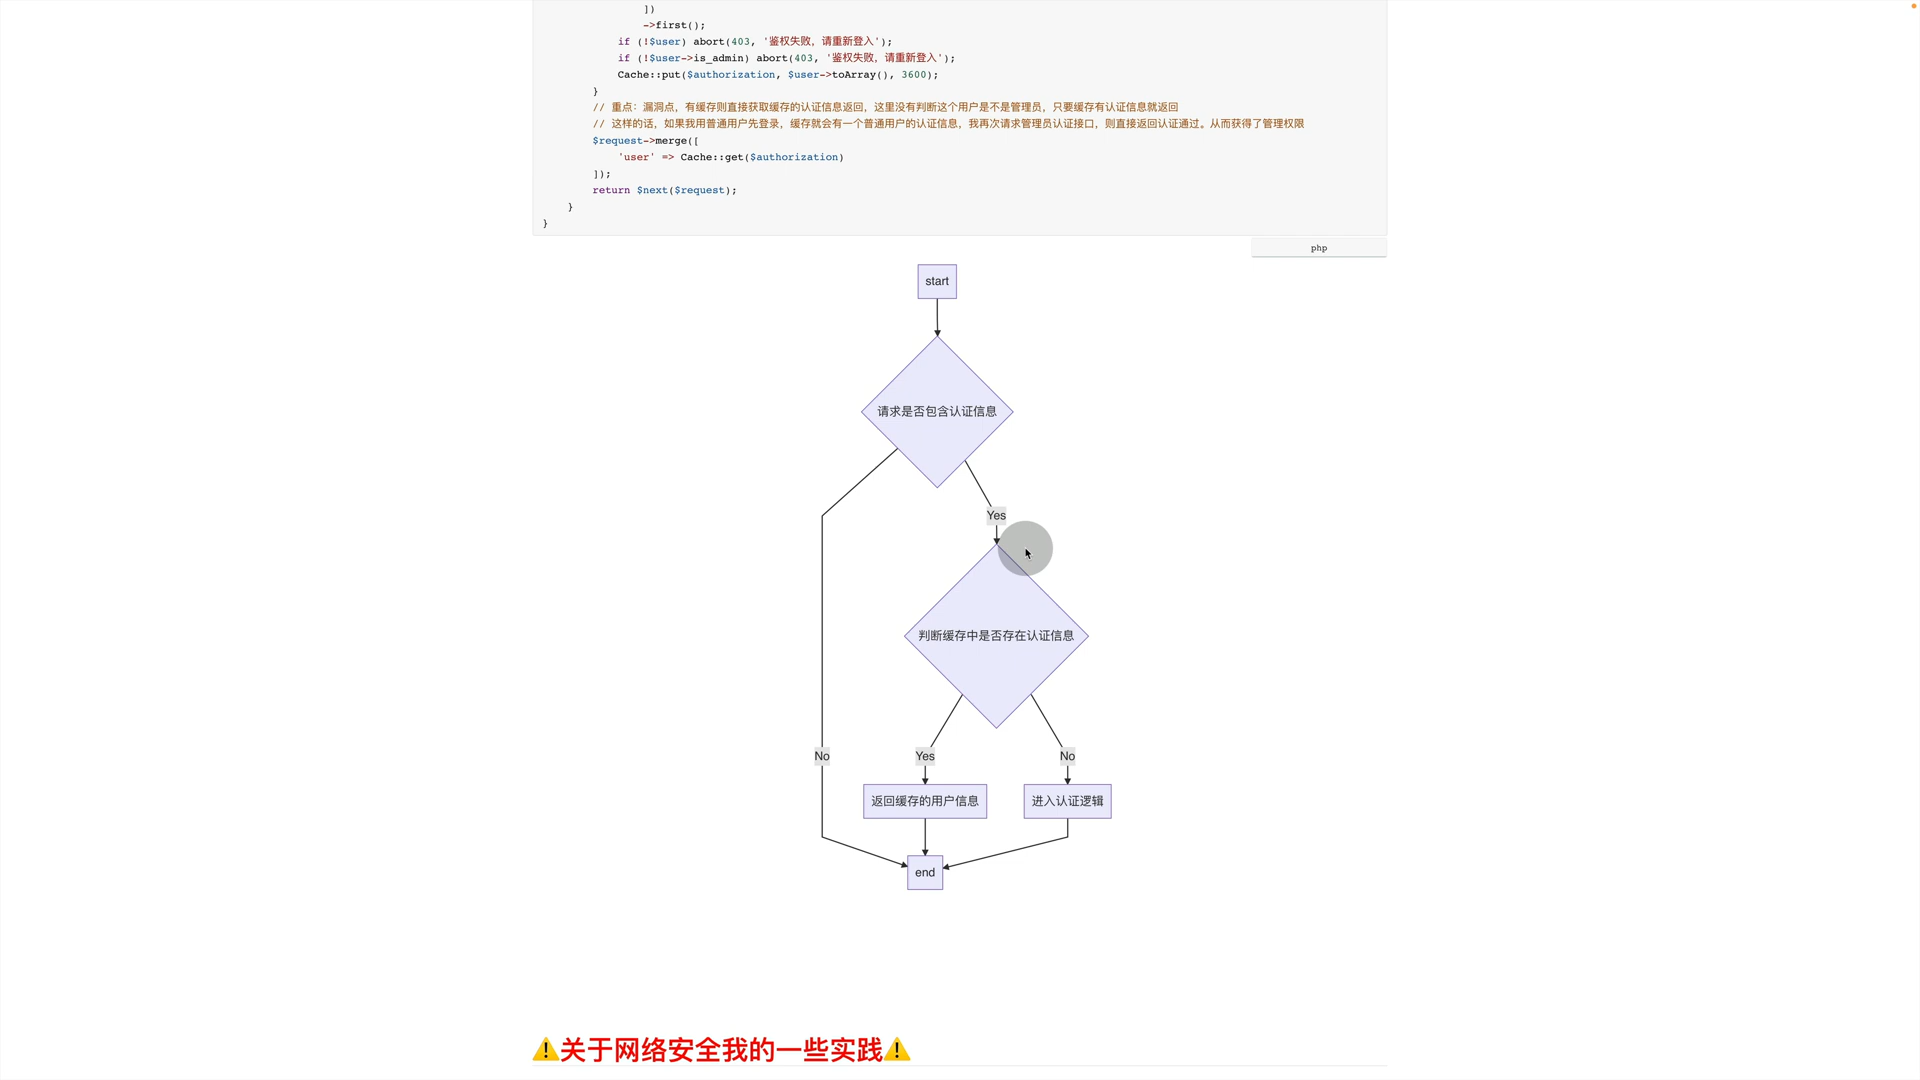 ])
->first();
if (!$user) abort(403, '鉴权失败，请重新登入');
if (!$user->is_admin) abort(403, '鉴权失败，请重新登入');
Cache::put($authorization, $user->toArray(), 3600);
}
// 重点：漏洞点，有缓存则直接获取缓存的认证信息返回，这里没有判断这个用户是不是管理员，只要缓存有认证信息就返回
// 这样的话，如果我用普通用户先登录，缓存就会有一个普通用户的认证信息，我再次请求管理员认证接口，则直接返回认证通过。从而获得了管理权限
$request->merge([
'user' => Cache::get($authorization)
]);
return $next($request);
}
}
php
start
请求是否包含认证信息
Yes
判断缓存中是否存在认证信息
No
Yes
No
返回缓存的用户信息
进入认证逻辑
end
⚠️关于网络安全我的一些实践⚠️